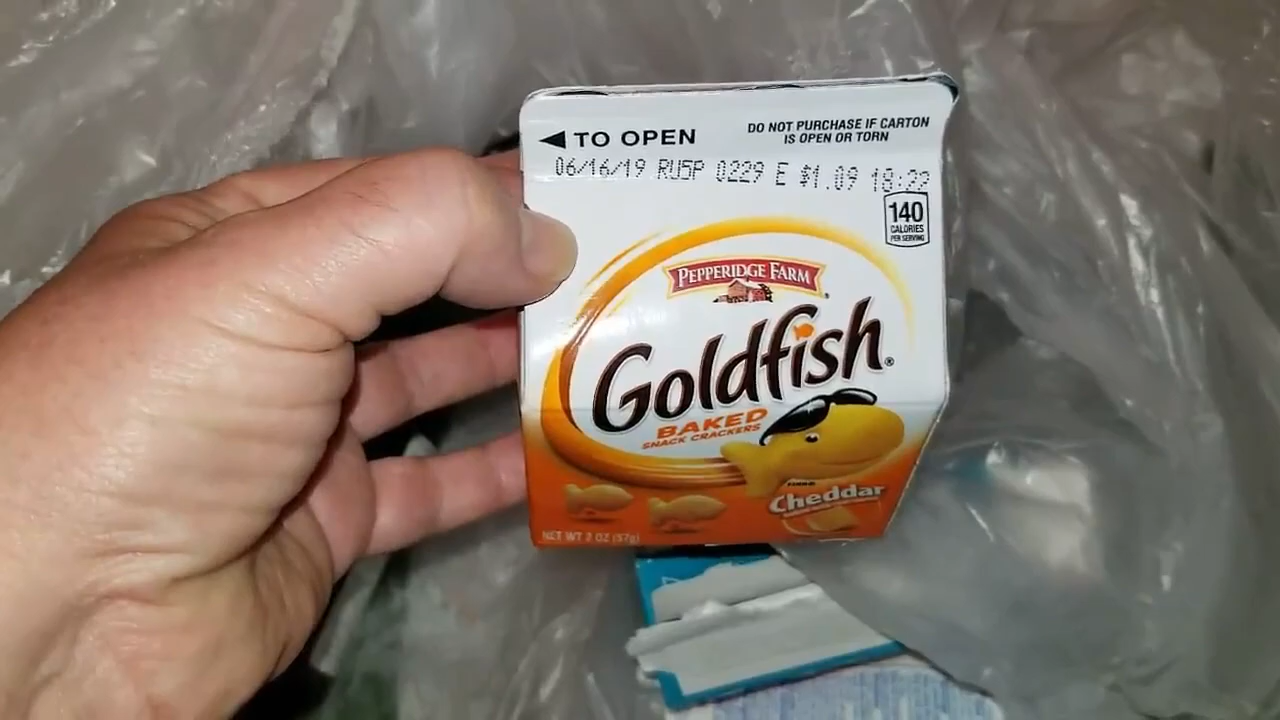 TO OPEN
DO NOT PURCHASE IF CARTON
IS OPEN OR TORN
06/16/19 RU5P 0229 E $1.09 18:22
140
CALORIES
PER SERVING
PEPPERIDGE FARM
Goldfish®
BAKED
SNACK CRACKERS
Cheddar
NET WT 2 OZ (57g)